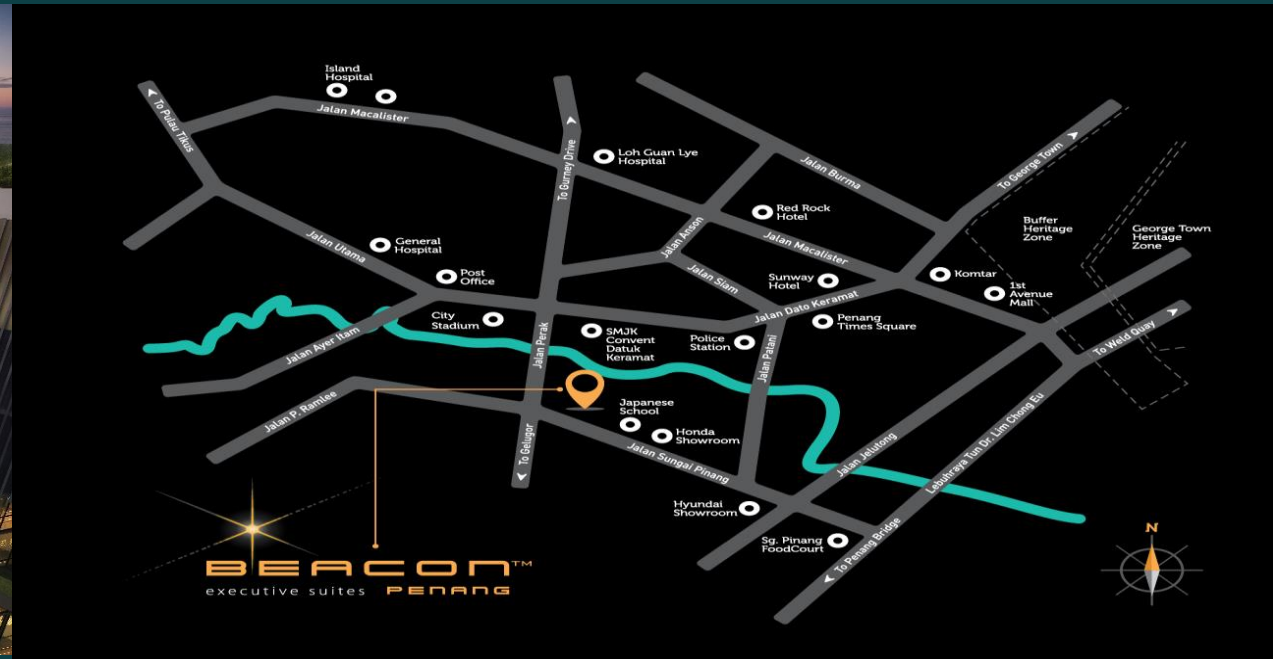 Island
Hospital
To Pulau Tikus
Jalan Macalister
To Gurney Drive
Loh Guan Lye
Hospital
Jalan Burma
To George Town
Red Rock
Hotel
Buffer
Heritage
Zone
George Town
Heritage
Zone
Jalan Anson
Jalan Macalister
General
Hospital
Jalan Utama
Post
Office
Jalan Siam
Sunway
Hotel
Komtar
1st
Avenue
Mall
Jalan Dato Keramat
City
Stadium
SMJK
Convent
Datuk
Keramat
Police
Station
Penang
Times Square
To Weld Quay
Jalan Ayer Itam
Jalan Perak
Jalan Patani
Jalan P. Ramlee
Japanese
School
Honda
Showroom
To Gelugor
Jalan Sungai Pinang
Jalan Jelutong
Lebuhraya Tun Dr. Lim Chong Eu
Hyundai
Showroom
Sg. Pinang
FoodCourt
To Penang Bridge
N
BEACON™
executive suites PENANG